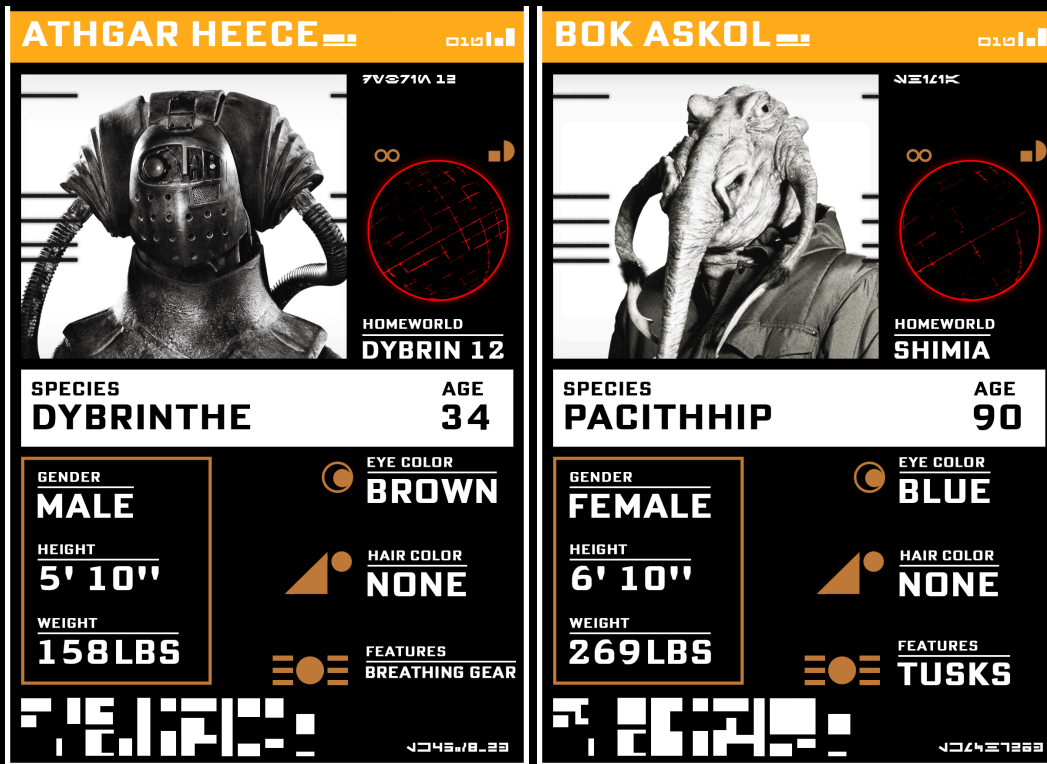 ATHGAR HEECE
HOMEWORLD
DYBRIN 12
SPECIES
DYBRINTHE
AGE
34
GENDER
MALE
HEIGHT
5' 10''
WEIGHT
158LBS
EYE COLOR
BROWN
HAIR COLOR
NONE
FEATURES
BREATHING GEAR
BOK ASKOL
HOMEWORLD
SHIMIA
SPECIES
PACITHHIP
AGE
90
GENDER
FEMALE
HEIGHT
6' 10''
WEIGHT
269LBS
EYE COLOR
BLUE
HAIR COLOR
NONE
FEATURES
TUSKS